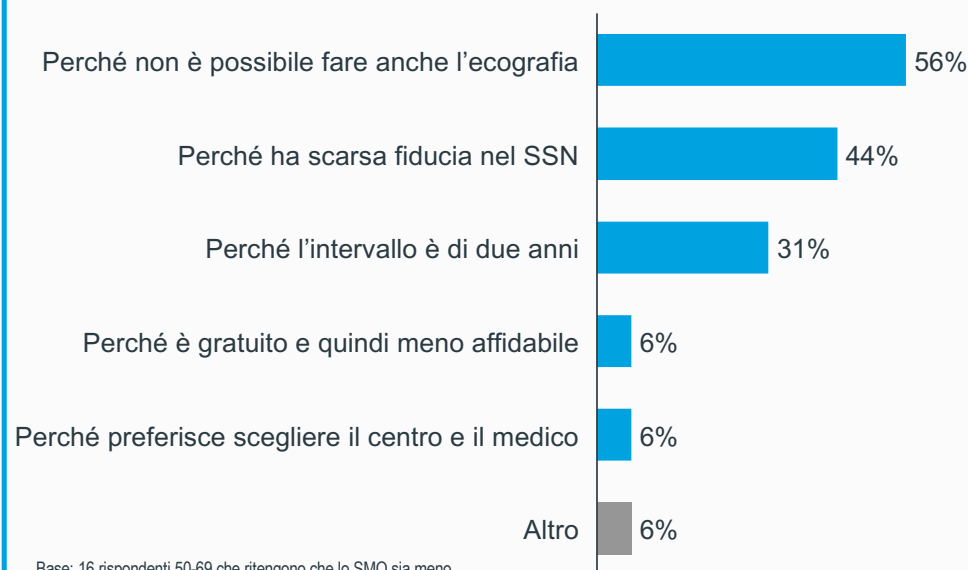 Perché non è possibile fare anche l’ecografia 56%
Perché ha scarsa fiducia nel SSN 44%
Perché l’intervallo è di due anni 31%
Perché è gratuito e quindi meno affidabile 6%
Perché preferisce scegliere il centro e il medico 6%
Altro 6%
Base: 16 rispondenti 50-69 che ritengono che lo SMO sia meno